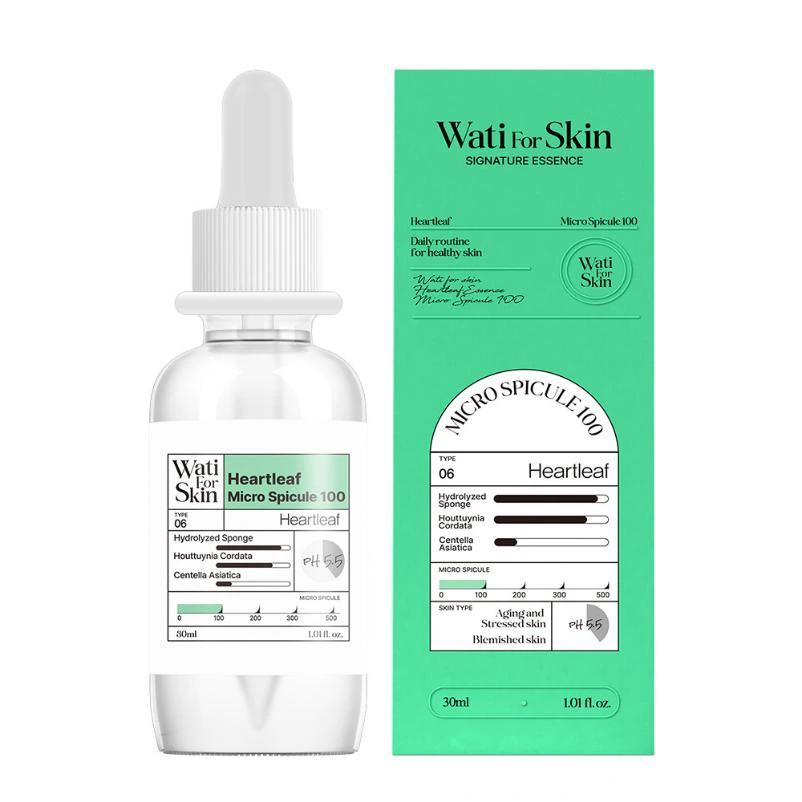 Wati For Skin
SIGNATURE ESSENCE
Heartleaf
Micro Spicule 100
Daily routine
for healthy skin
Wati for skin
Heartleaf Essence
Micro Spicule 100
Wati
For
Skin
MICRO SPICULE 100
TYPE
06
Heartleaf
Hydrolyzed
Sponge
Houttuynia
Cordata
Centella
Asiatica
MICRO SPICULE
0 100 200 300 500
SKIN TYPE
Aging and
Stressed skin
Blemished skin
PH 5.5
30ml
1.01 fl. oz.
Wati
For
Skin
Heartleaf
Micro Spicule 100
TYPE
06
Heartleaf
Hydrolyzed Sponge
Houttuynia Cordata
Centella Asiatica
PH 5.5
MICRO SPICULE
0 100 200 300 500
30ml
1.01 fl. oz.